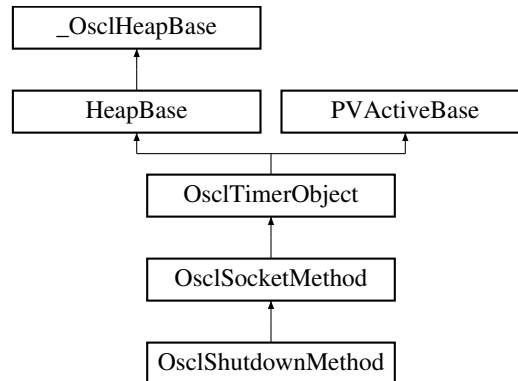 _OsclHeapBase
HeapBase
PVActiveBase
OsclTimerObject
OsclSocketMethod
OsclShutdownMethod